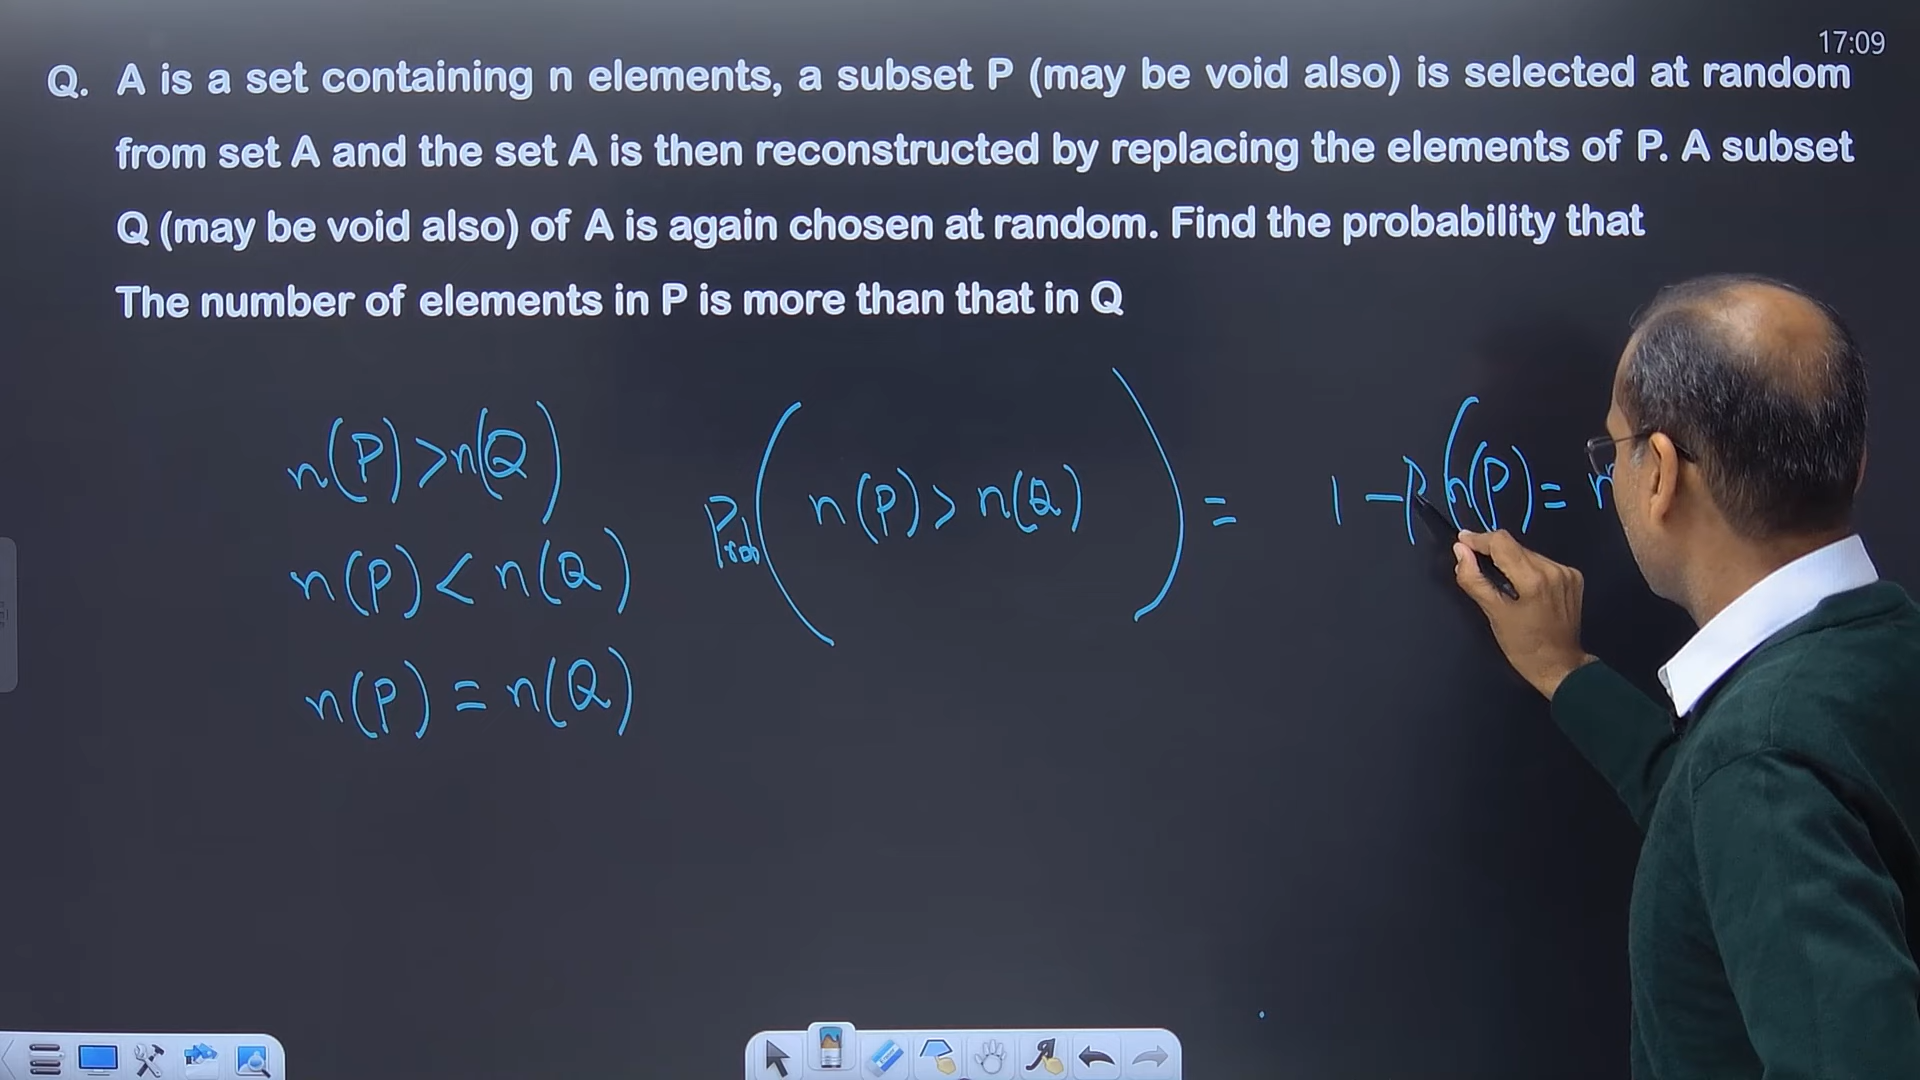 17:09
Q. A is a set containing n elements, a subset P (may be void also) is selected at random
from set A and the set A is then reconstructed by replacing the elements of P. A subset
Q (may be void also) of A is again chosen at random. Find the probability that
The number of elements in P is more than that in Q
n(P) > n(Q)
n(P) < n(Q)
n(P) = n(Q)
Prob ( n(P) > n(Q) ) = 1 - P ( n(P) = n